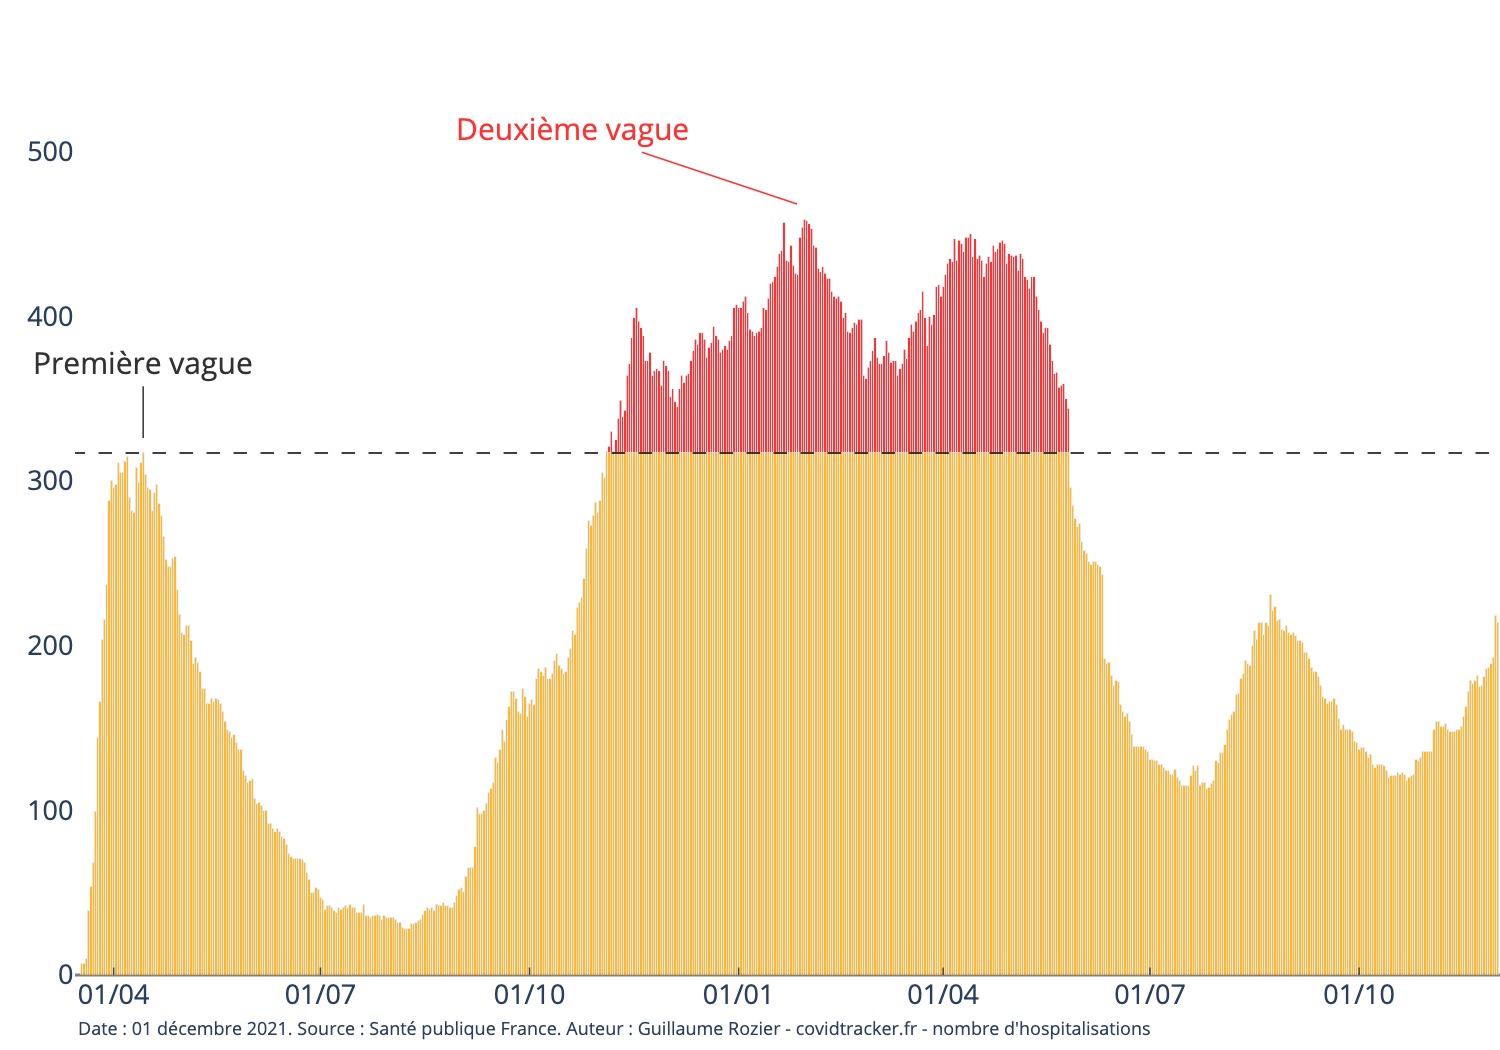 Deuxième vague
500
400
Première vague
300
200
100
0
01/04 01/07 01/10 01/01 01/04 01/07 01/10
Date : 01 décembre 2021. Source : Santé publique France. Auteur : Guillaume Rozier - covidtracker.fr - nombre d'hospitalisations